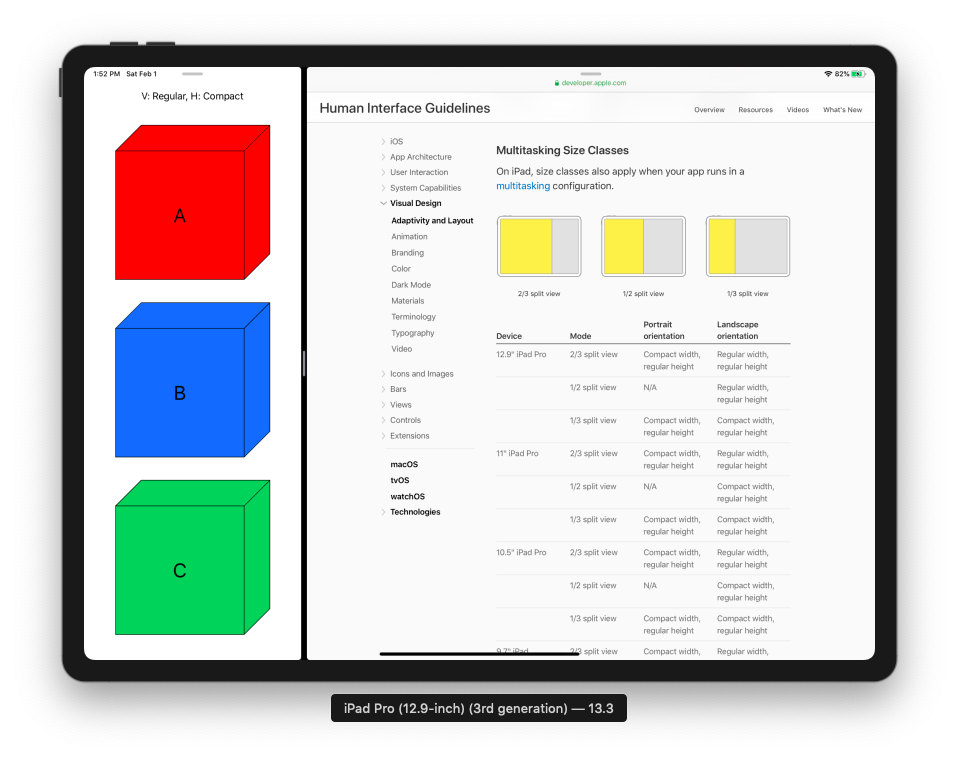 1:52 PM Sat Feb 1
V: Regular, H: Compact
A
B
C
82%
developer.apple.com
Human Interface Guidelines
Overview Resources Videos What's New
iOS
App Architecture
User Interaction
System Capabilities
Visual Design
Adaptivity and Layout
Animation
Branding
Color
Dark Mode
Materials
Terminology
Typography
Video
Icons and Images
Bars
Views
Controls
Extensions
macOS
tvOS
watchOS
Technologies
Multitasking Size Classes
On iPad, size classes also apply when your app runs in a
multitasking configuration.
2/3 split view 1/2 split view 1/3 split view
Device Mode Portrait orientation Landscape orientation
12.9" iPad Pro 2/3 split view Compact width, regular height Regular width, regular height
1/2 split view N/A Regular width, regular height
1/3 split view Compact width, regular height Compact width, regular height
11" iPad Pro 2/3 split view Compact width, regular height Regular width, regular height
1/2 split view N/A Compact width, regular height
1/3 split view Compact width, regular height Compact width, regular height
10.5" iPad Pro 2/3 split view Compact width, regular height Regular width, regular height
1/2 split view N/A Compact width, regular height
1/3 split view Compact width, regular height Compact width, regular height
9.7" iPad 2/3 split view Compact width, Regular width,
iPad Pro (12.9-inch) (3rd generation) — 13.3